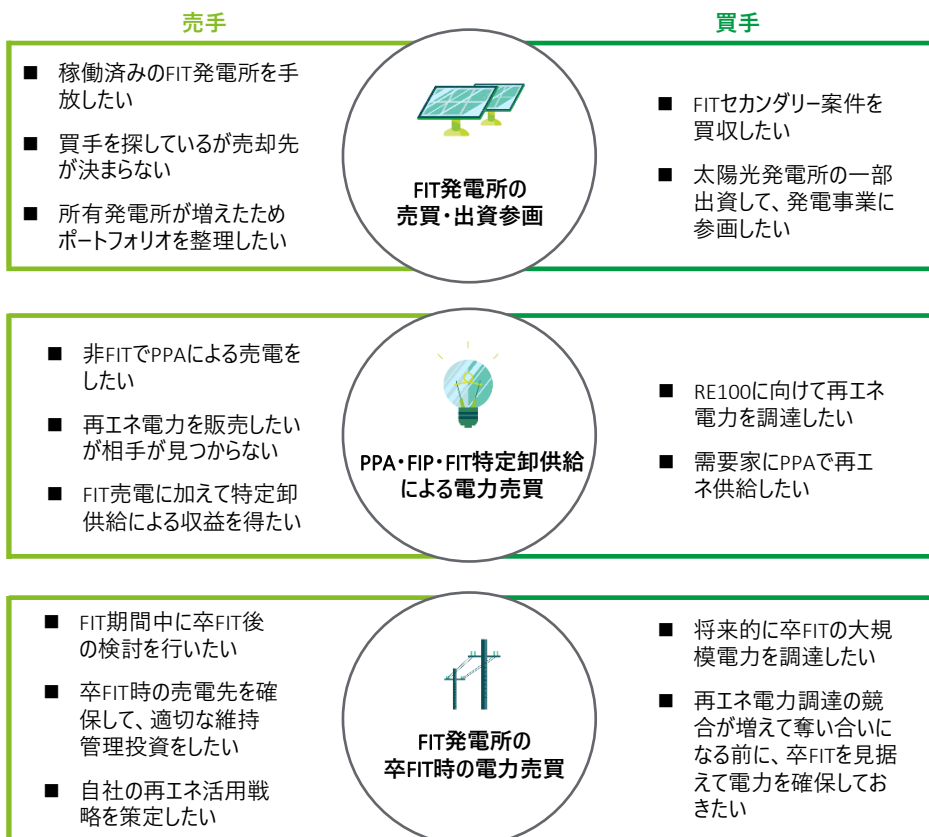 売手
買手
■ 稼働済みのFIT発電所を手
放したい
■ 買手を探しているが売却先
が決まらない
■ 所有発電所が増えたため
ポートフォリオを整理したい
FIT発電所の
売買・出資参画
■ FITセカンダリー案件を
買収したい
■ 太陽光発電所の一部
出資して、発電事業に
参画したい
■ 非FITでPPAによる売電を
したい
■ 再エネ電力を販売したい
が相手が見つからない
■ FIT売電に加えて特定卸
供給による収益を得たい
PPA・FIP・FIT特定卸供給
による電力売買
■ RE100に向けて再エネ
電力を調達したい
■ 需要家にPPAで再エ
ネ供給したい
■ FIT期間中に卒FIT後
の検討を行いたい
■ 卒FIT時の売電先を確
保して、適切な維持
管理投資をしたい
■ 自社の再エネ活用戦
略を策定したい
FIT発電所の
卒FIT時の電力売買
■ 将来的に卒FITの大規
模電力を調達したい
■ 再エネ電力調達の競
合が増えて奪い合いに
なる前に、卒FITを見据
えて電力を確保してお
きたい